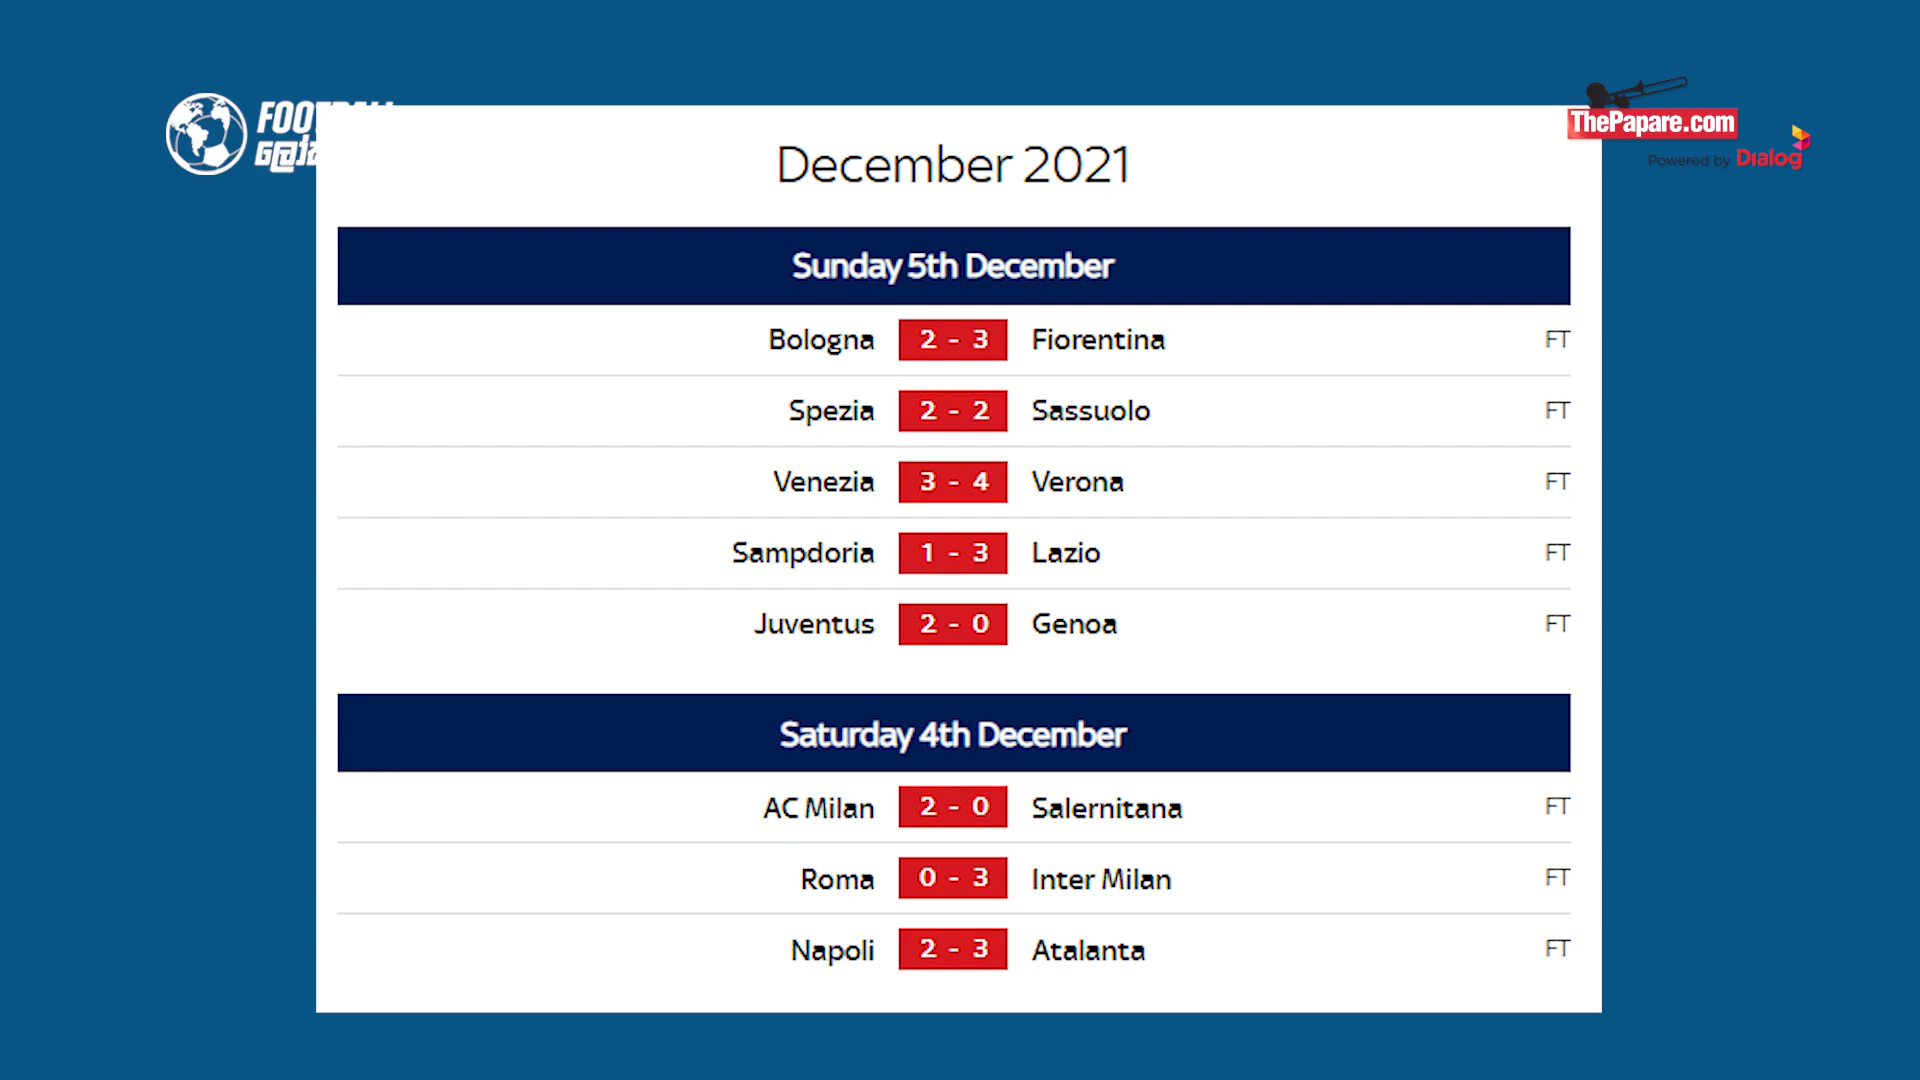 ThePapare.com
Powered by Dialog
December 2021
Sunday 5th December
Bologna 2 - 3 Fiorentina FT
Spezia 2 - 2 Sassuolo FT
Venezia 3 - 4 Verona FT
Sampdoria 1 - 3 Lazio FT
Juventus 2 - 0 Genoa FT
Saturday 4th December
AC Milan 2 - 0 Salernitana FT
Roma 0 - 3 Inter Milan FT
Napoli 2 - 3 Atalanta FT